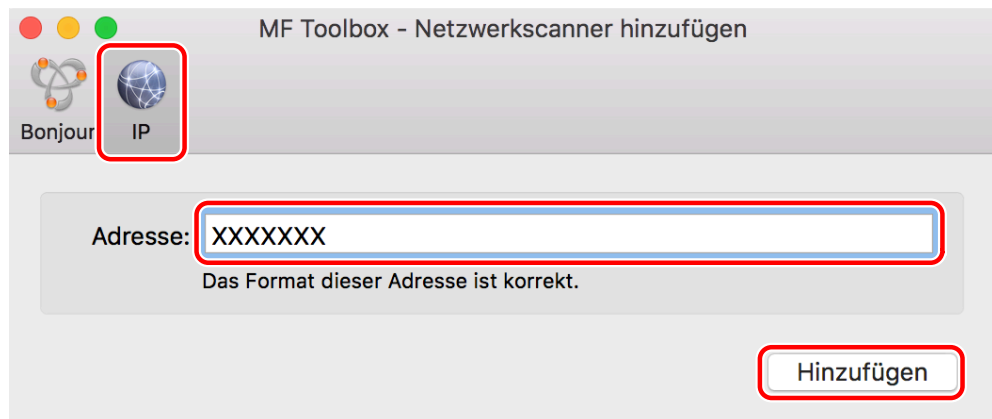 MF Toolbox - Netzwerkscanner hinzufügen
Bonjour IP
Adresse: XXXXXXX
Das Format dieser Adresse ist korrekt.
Hinzufügen